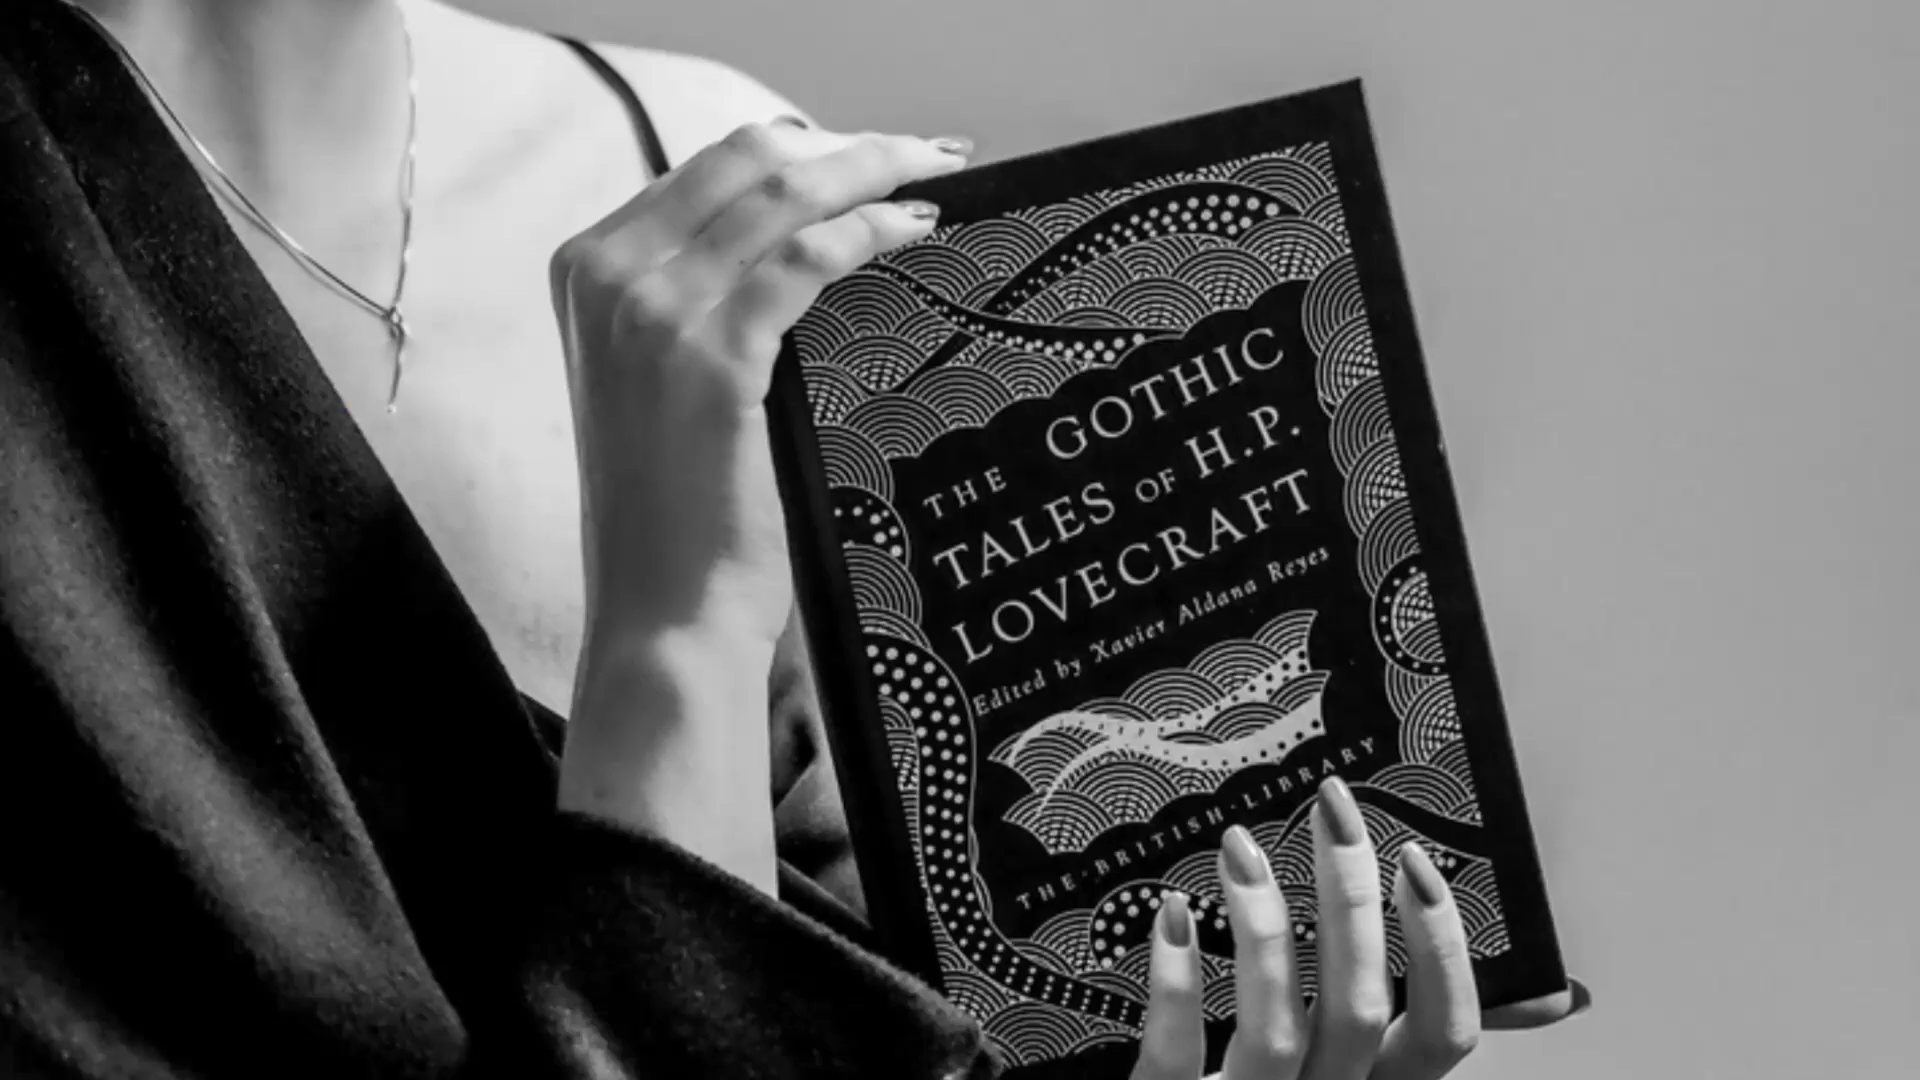 THE GOTHIC
TALES OF H.P.
LOVECRAFT
Edited by Xavier Aldana Reyes
THE·BRITISH·LIBRARY